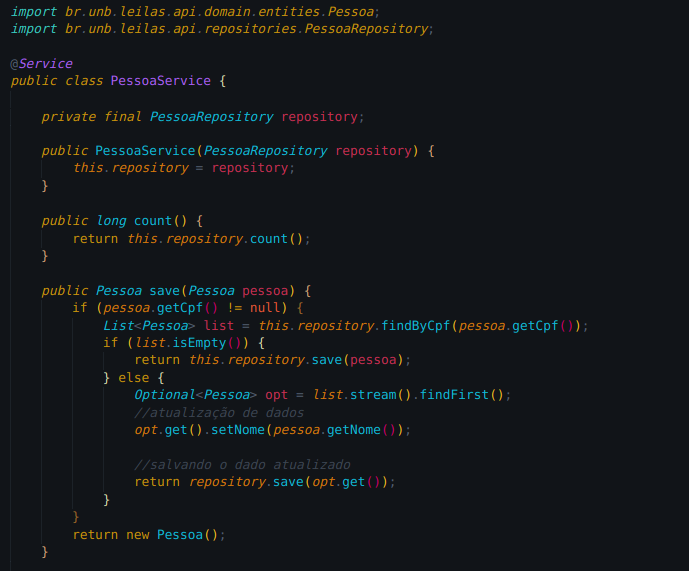 import br.unb.leilas.api.domain.entities.Pessoa;
import br.unb.leilas.api.repositories.PessoaRepository;
@Service
public class PessoaService {
private final PessoaRepository repository;
public PessoaService(PessoaRepository repository) {
this.repository = repository;
}
public long count() {
return this.repository.count();
}
public Pessoa save(Pessoa pessoa) {
if (pessoa.getCpf() != null) {
List<Pessoa> list = this.repository.findByCpf(pessoa.getCpf());
if (list.isEmpty()) {
return this.repository.save(pessoa);
} else {
Optional<Pessoa> opt = list.stream().findFirst();
//atualização de dados
opt.get().setNome(pessoa.getNome());
//salvando o dado atualizado
return repository.save(opt.get());
}
}
return new Pessoa();
}